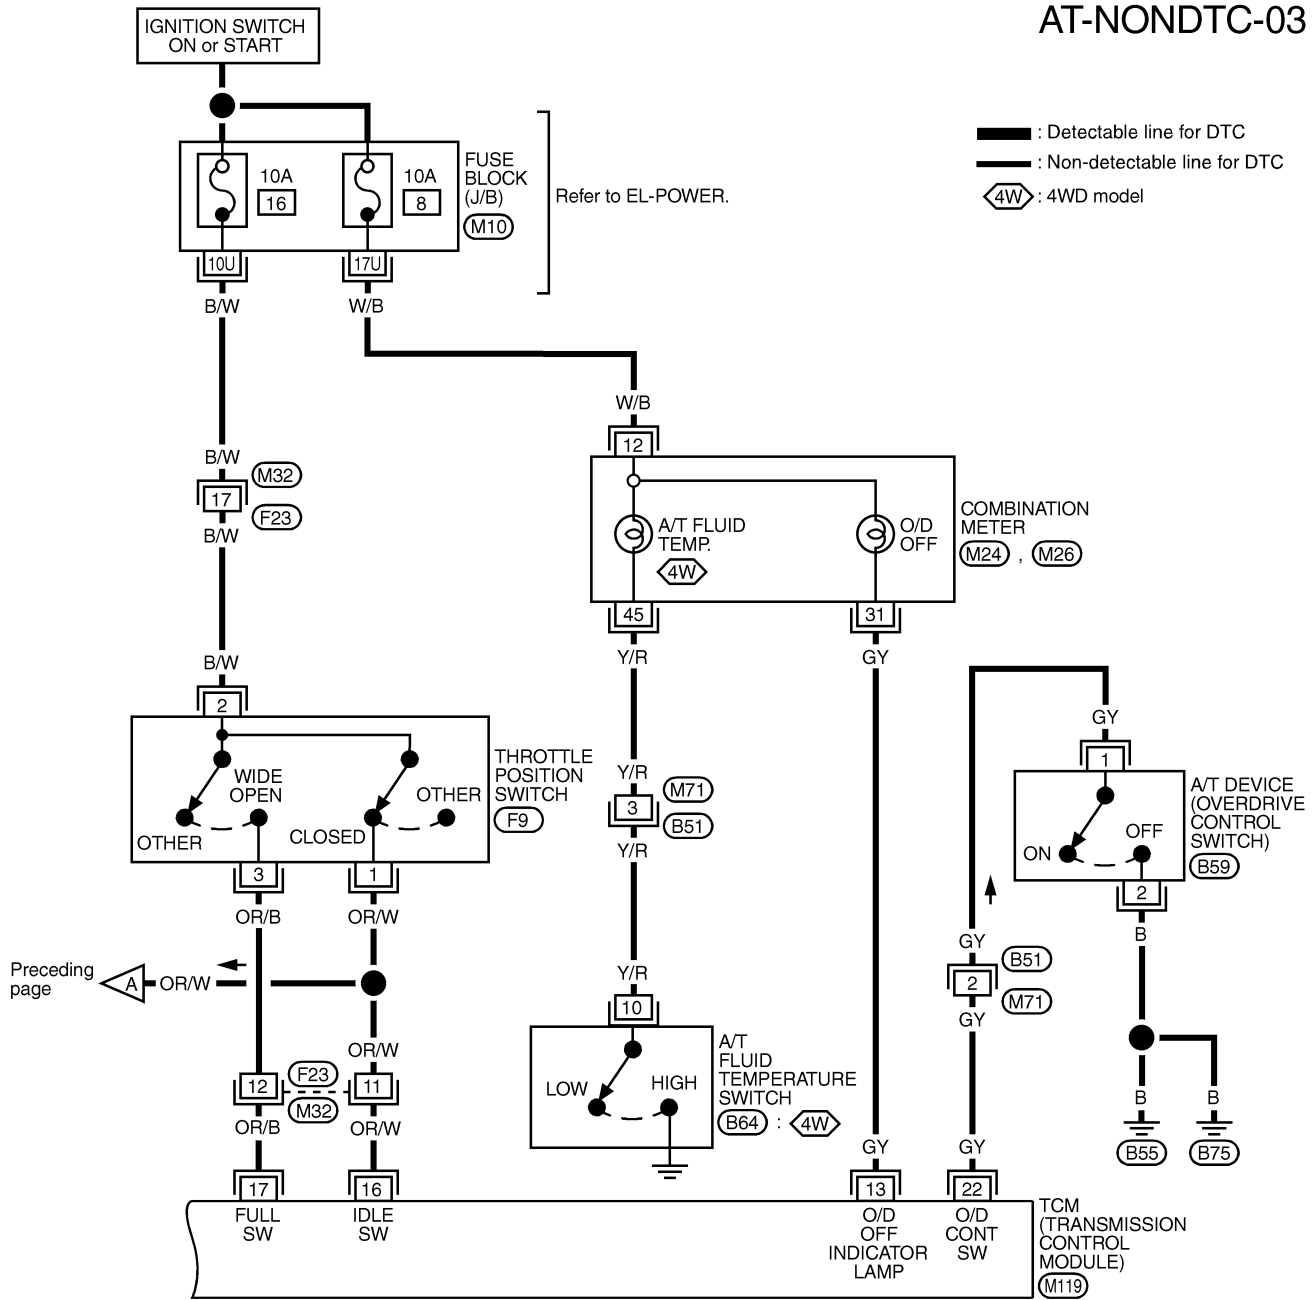 AT-NONDTC-03
IGNITION SWITCH
ON or START
: Detectable line for DTC
: Non-detectable line for DTC
4W : 4WD model
10A
16
10A
8
FUSE
BLOCK
(J/B)
M10
Refer to EL-POWER.
10U
17U
B/W
W/B
W/B
12
B/W
M32
17
F23
B/W
A/T FLUID
TEMP.
4W
O/D
OFF
COMBINATION
METER
M24 , M26
45
31
B/W
Y/R
GY
2
WIDE
OPEN
OTHER
CLOSED
OTHER
THROTTLE
POSITION
SWITCH
F9
3
1
OR/B
OR/W
Y/R
M71
3
B51
Y/R
GY
1
A/T DEVICE
(OVERDRIVE
CONTROL
SWITCH)
B59
OFF
ON
2
B
Preceding
page
A
OR/W
GY
B51
2
M71
GY
Y/R
10
OR/W
F23
12
11
M32
OR/B
OR/W
LOW
HIGH
A/T
FLUID
TEMPERATURE
SWITCH
B64 : 4W
B
B
B55
B75
GY
GY
17
16
13
22
FULL
SW
IDLE
SW
O/D
OFF
INDICATOR
LAMP
O/D
CONT
SW
TCM
(TRANSMISSION
CONTROL
MODULE)
M119